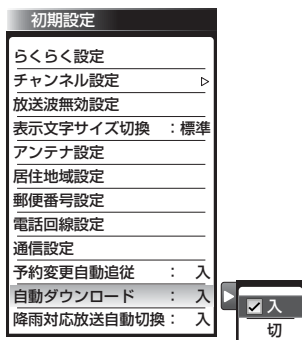 初期設定
らくらく設定
チャンネル設定
放送波無効設定
表示文字サイズ切換 ：標準
アンテナ設定
居住地域設定
郵便番号設定
電話回線設定
通信設定
予約変更自動追従 ： 入
自動ダウンロード ： 入
降雨対応放送自動切換： 入
入
切